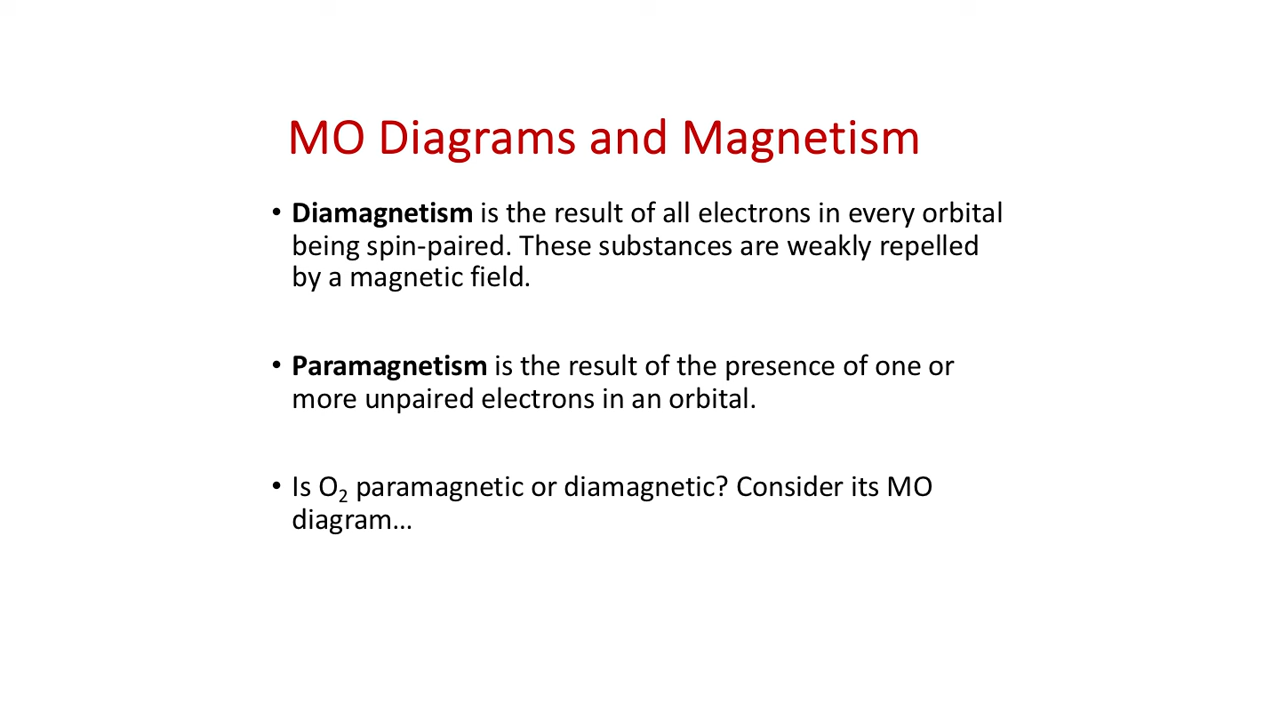 MO Diagrams and Magnetism
• Diamagnetism is the result of all electrons in every orbital
being spin-paired. These substances are weakly repelled
by a magnetic field.
• Paramagnetism is the result of the presence of one or
more unpaired electrons in an orbital.
• Is O₂ paramagnetic or diamagnetic? Consider its MO
diagram…